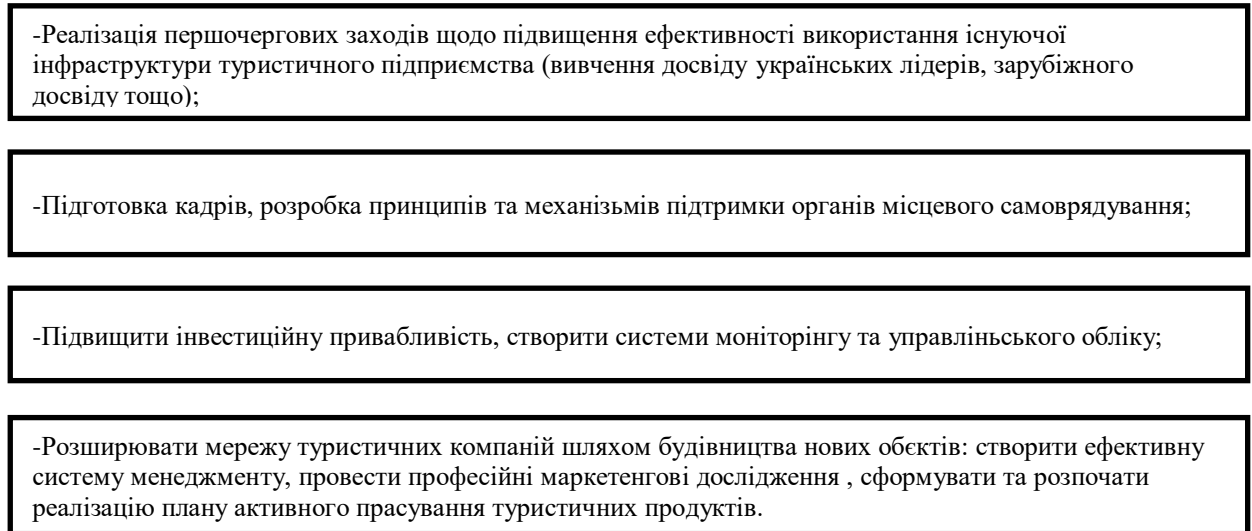 -Реалізація першочергових заходів щодо підвищення ефективності використання існуючої
інфраструктури туристичного підприємства (вивчення досвіду українських лідерів, зарубіжного
досвіду тощо);
-Підготовка кадрів, розробка принципів та механізьмів підтримки органів місцевого самоврядування;
-Підвищити інвестиційну привабливість, створити системи моніторінгу та управліньського обліку;
-Розширювати мережу туристичних компаній шляхом будівництва нових обєктів: створити ефективну
систему менеджменту, провести професійні маркетенгові дослідження , сформувати та розпочати
реалізацію плану активного прасування туристичних продуктів.